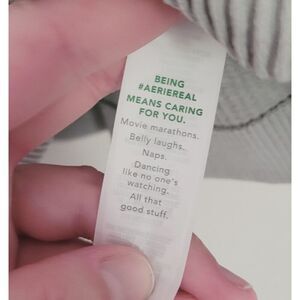 BEING
#AERIEREAL
MEANS CARING
FOR YOU.
Movie marathons.
Belly laughs.
Naps.
Dancing
like no one's
watching.
All that
good stuff.